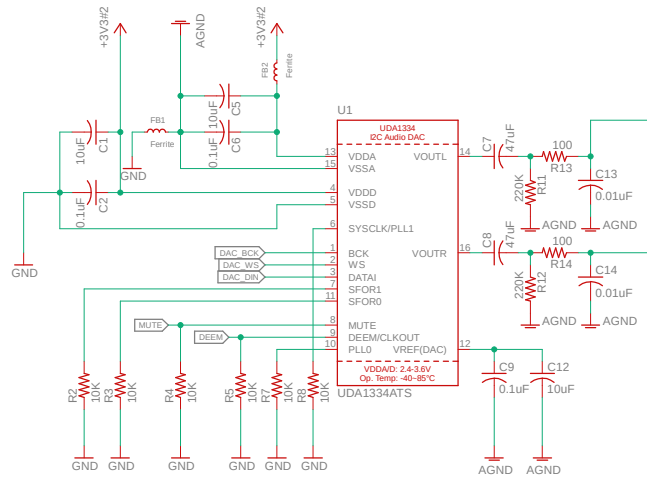 +3V3#2
AGND
+3V3#2
FB2
Ferrite
U1
UDA1334
I2C Audio DAC
C1
10uF
FB1
Ferrite
GND
C5
10uF
C6
0.1uF
C2
0.1uF
GND
13
VDDA
15
VSSA
4
VDDD
5
VSSD
6
SYSCLK/PLL1
DAC_BCK
1
BCK
DAC_WS
2
WS
DAC_DIN
3
DATAI
7
SFOR1
11
SFOR0
MUTE
8
MUTE
DEEM
9
DEEM/CLKOUT
10
PLL0
VOUTL
14
VOUTR
16
VREF(DAC)
12
VDDA/D: 2.4-3.6V
Op. Temp: -40~85°C
UDA1334ATS
C7
47uF
100
R13
220K
R11
AGND
C13
0.01uF
AGND
C8
47uF
100
R14
220K
R12
AGND
C14
0.01uF
AGND
C9
0.1uF
AGND
C12
10uF
AGND
R2
10K
GND
R3
10K
GND
R4
10K
GND
R5
10K
GND
R7
10K
GND
R8
10K
GND